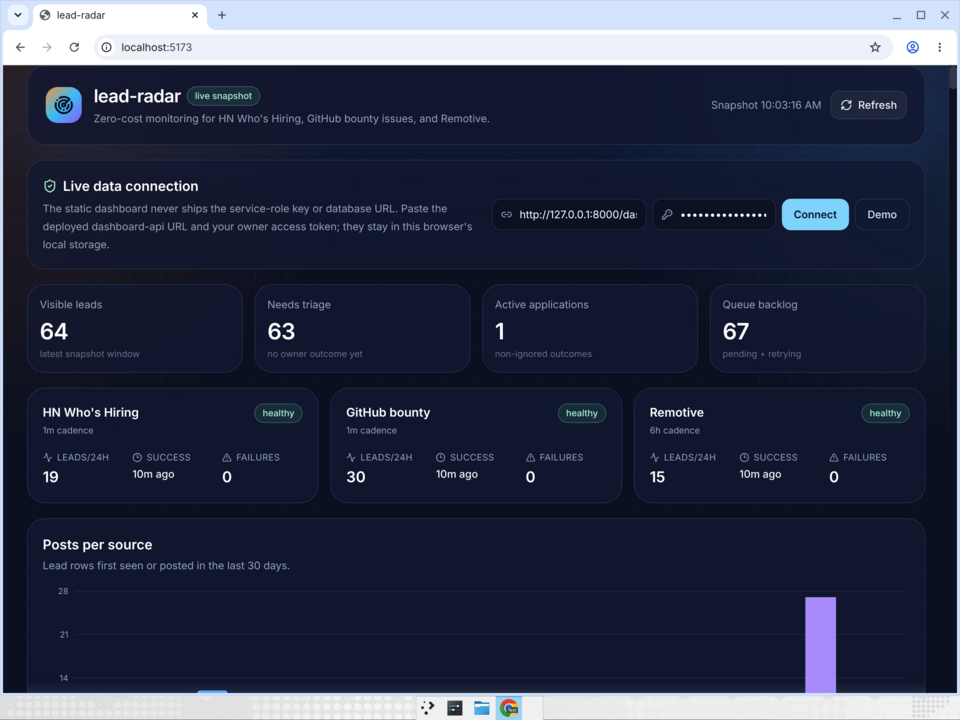 lead-radar
localhost:5173
lead-radar
live snapshot
Zero-cost monitoring for HN Who's Hiring, GitHub bounty issues, and Remotive.
Snapshot 10:03:16 AM
Refresh
Live data connection
The static dashboard never ships the service-role key or database URL. Paste the
deployed dashboard-api URL and your owner access token; they stay in this browser's
local storage.
http://127.0.0.1:8000/da
Connect
Demo
Visible leads
64
latest snapshot window
Needs triage
63
no owner outcome yet
Active applications
1
non-ignored outcomes
Queue backlog
67
pending + retrying
HN Who's Hiring
healthy
1m cadence
LEADS/24H
SUCCESS
FAILURES
19
10m ago
0
GitHub bounty
healthy
1m cadence
LEADS/24H
SUCCESS
FAILURES
30
10m ago
0
Remotive
healthy
6h cadence
LEADS/24H
SUCCESS
FAILURES
15
10m ago
0
Posts per source
Lead rows first seen or posted in the last 30 days.
28
21
14